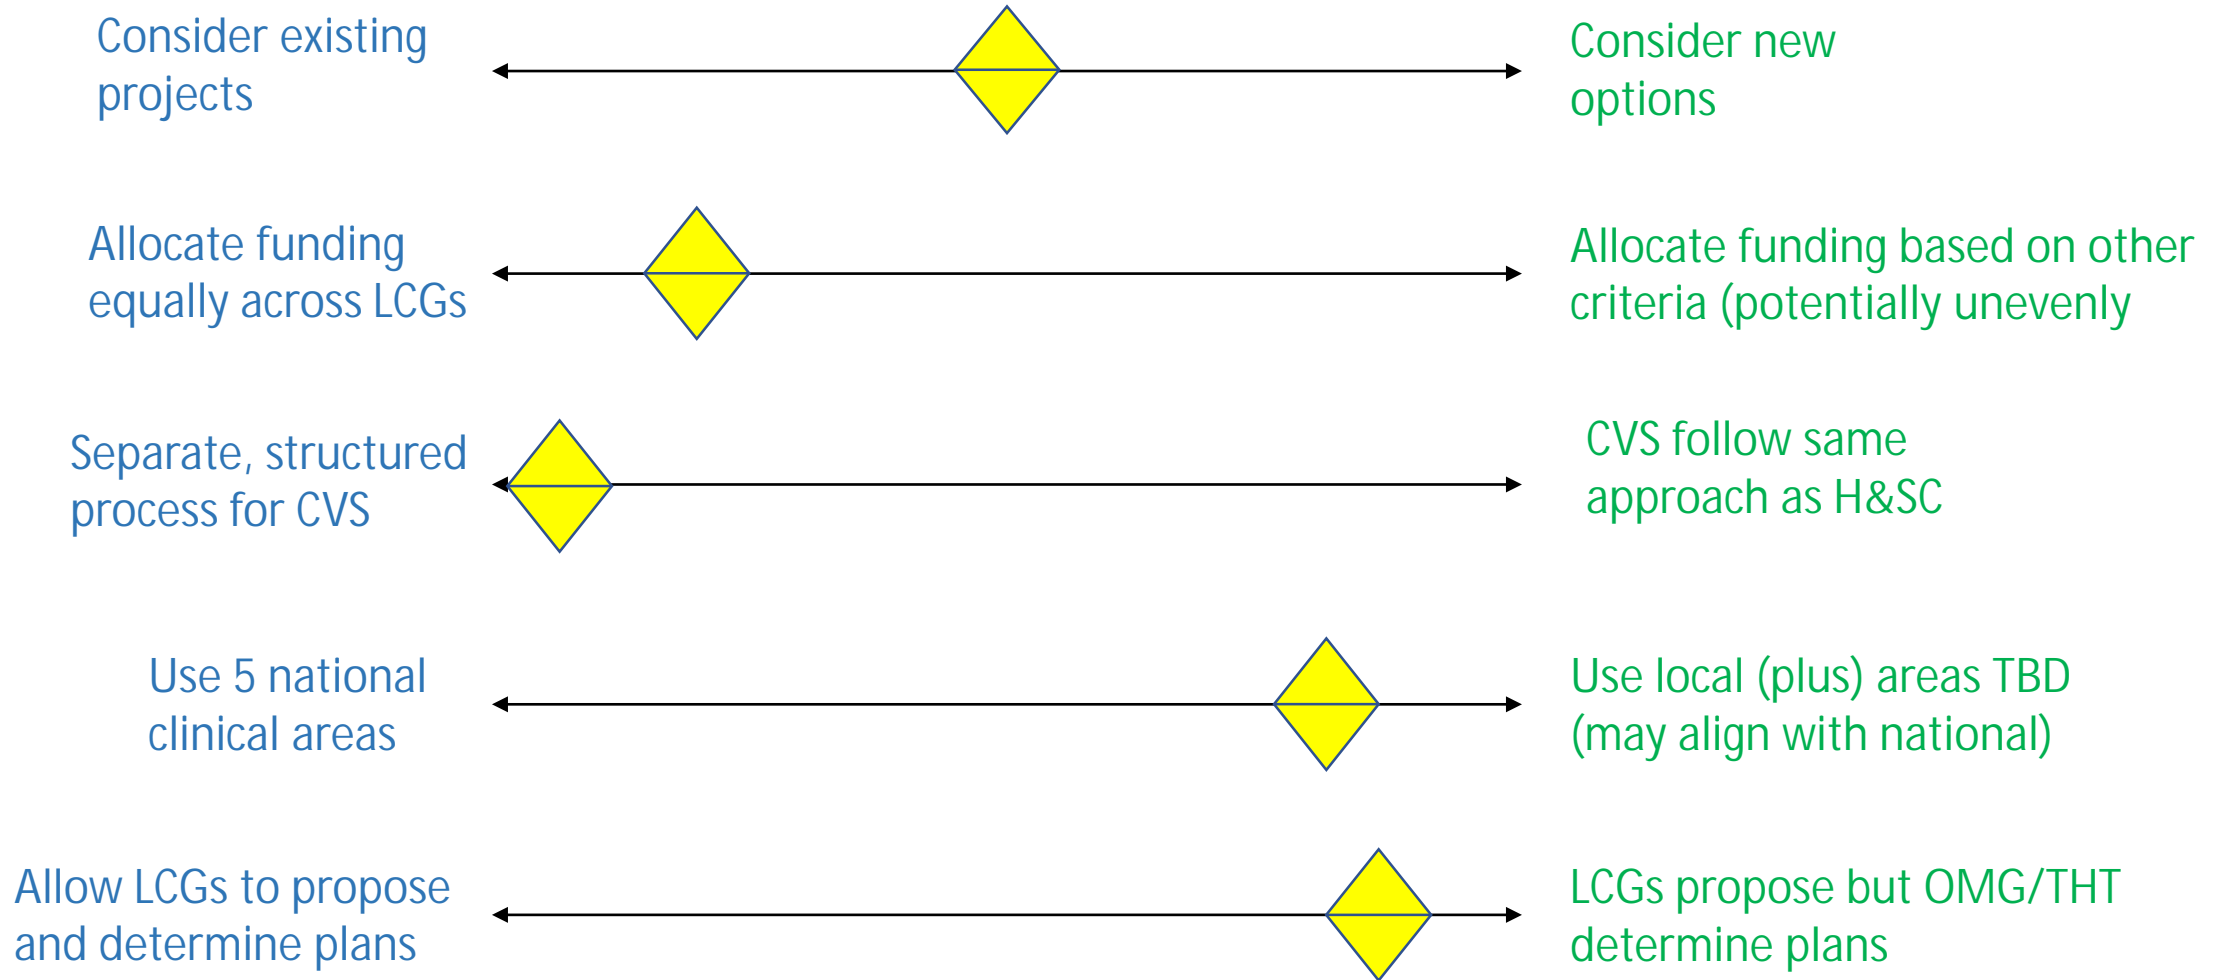 Consider existing
projects
Consider new
options
Allocate funding
equally across LCGs
Allocate funding based on other
criteria (potentially unevenly
Separate, structured
process for CVS
CVS follow same
approach as H&SC
Use 5 national
clinical areas
Use local (plus) areas TBD
(may align with national)
Allow LCGs to propose
and determine plans
LCGs propose but OMG/THT
determine plans